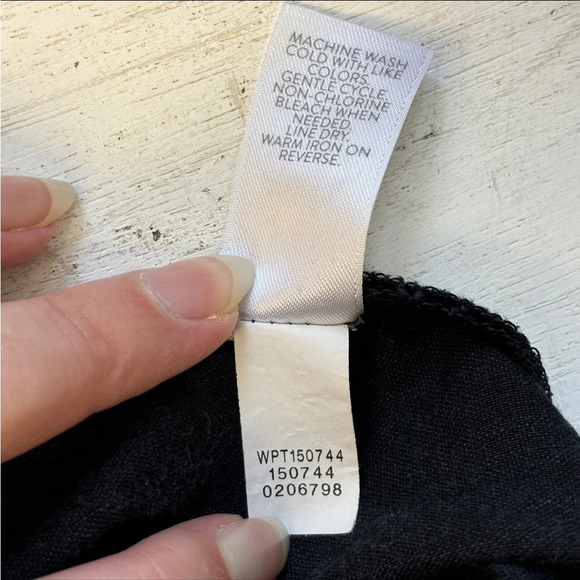 MACHINE WASH
COLD WITH LIKE
COLORS.
GENTLE CYCLE.
NON-CHLORINE
BLEACH WHEN
NEEDED.
LINE DRY.
WARM IRON ON
REVERSE.
WPT150744
150744
0206798